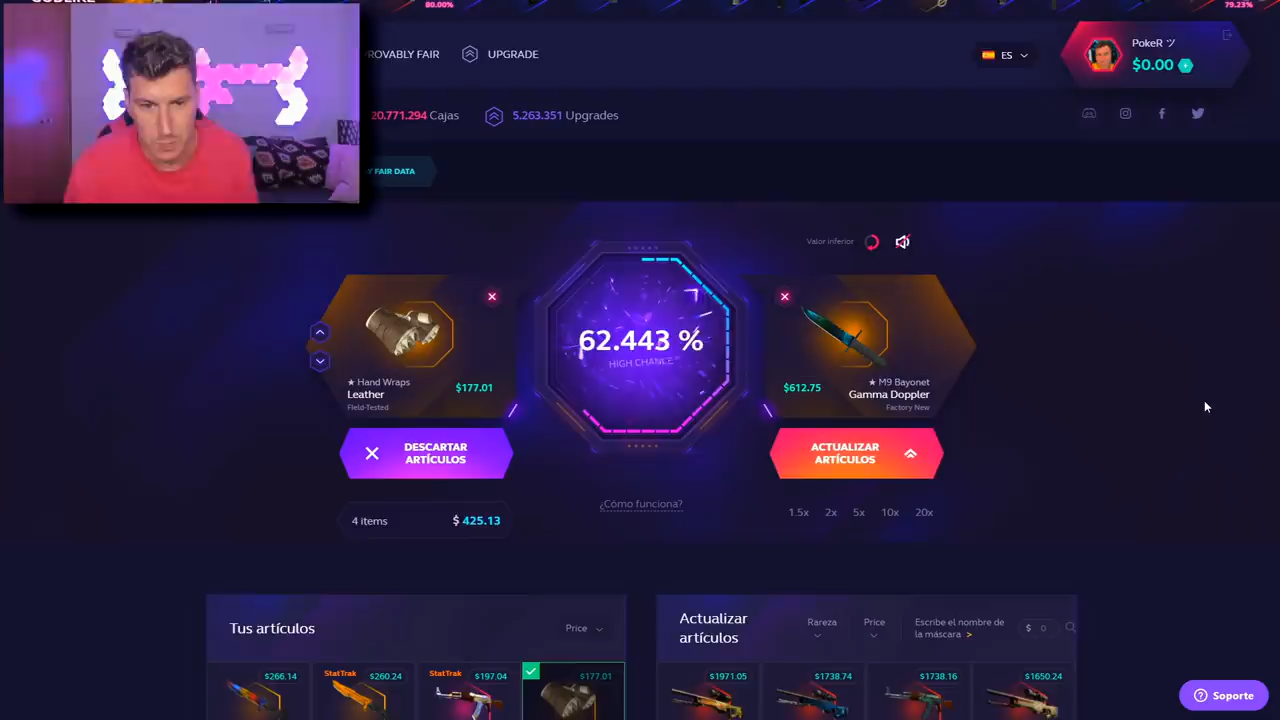 80.00%
79.23%
PROVABLY FAIR
UPGRADE
ES
PokeR ツ
$0.00
20.771.294 Cajas
5.263.351 Upgrades
FAIR DATA
Valor inferior
62.443 %
HIGH CHANCE
★ Hand Wraps
Leather
Field-Tested
$177.01
$612.75
★ M9 Bayonet
Gamma Doppler
Factory New
DESCARTAR
ARTÍCULOS
ACTUALIZAR
ARTÍCULOS
4 items
$ 425.13
¿Cómo funciona?
1.5x
2x
5x
10x
20x
Tus artículos
Price
Actualizar
artículos
Rareza
Price
Escribe el nombre de
la máscara >
$ 0
$266.14
StatTrak
$260.24
StatTrak
$197.04
$177.01
$1971.05
$1738.74
$1738.16
$1650.24
Soporte